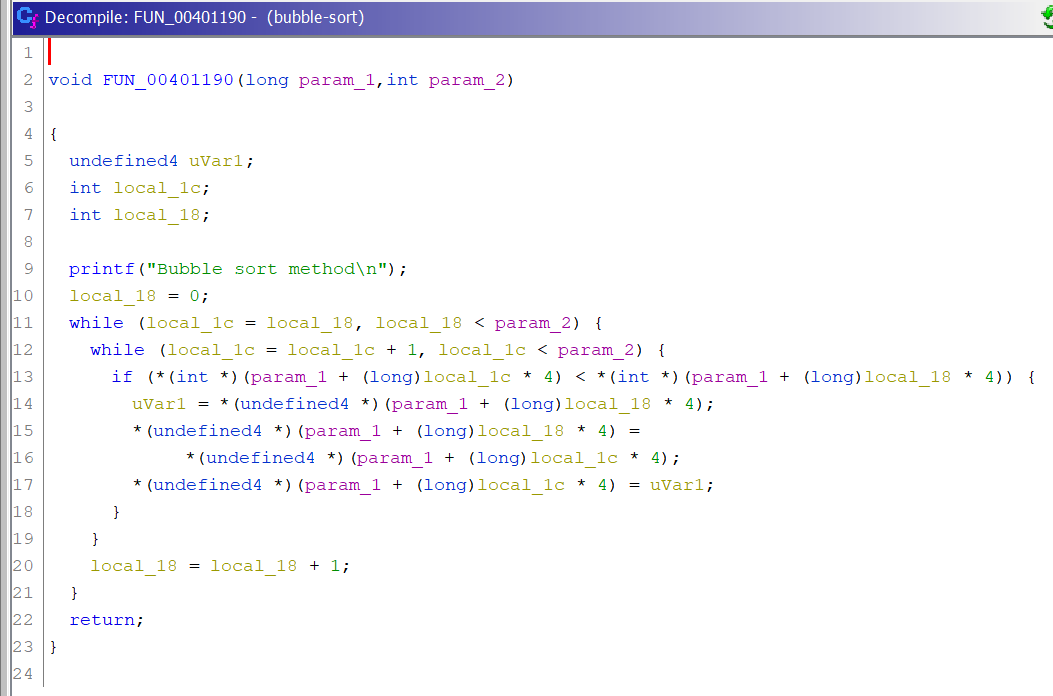 Decompile: FUN_00401190 - (bubble-sort)
1
2 void FUN_00401190(long param_1,int param_2)
3
4 {
5   undefined4 uVar1;
6   int local_1c;
7   int local_18;
8
9   printf("Bubble sort method\n");
10   local_18 = 0;
11   while (local_1c = local_18, local_18 < param_2) {
12     while (local_1c = local_1c + 1, local_1c < param_2) {
13       if (*(int *)(param_1 + (long)local_1c * 4) < *(int *)(param_1 + (long)local_18 * 4)) {
14         uVar1 = *(undefined4 *)(param_1 + (long)local_18 * 4);
15         *(undefined4 *)(param_1 + (long)local_18 * 4) =
16              *(undefined4 *)(param_1 + (long)local_1c * 4);
17         *(undefined4 *)(param_1 + (long)local_1c * 4) = uVar1;
18       }
19     }
20     local_18 = local_18 + 1;
21   }
22   return;
23 }
24